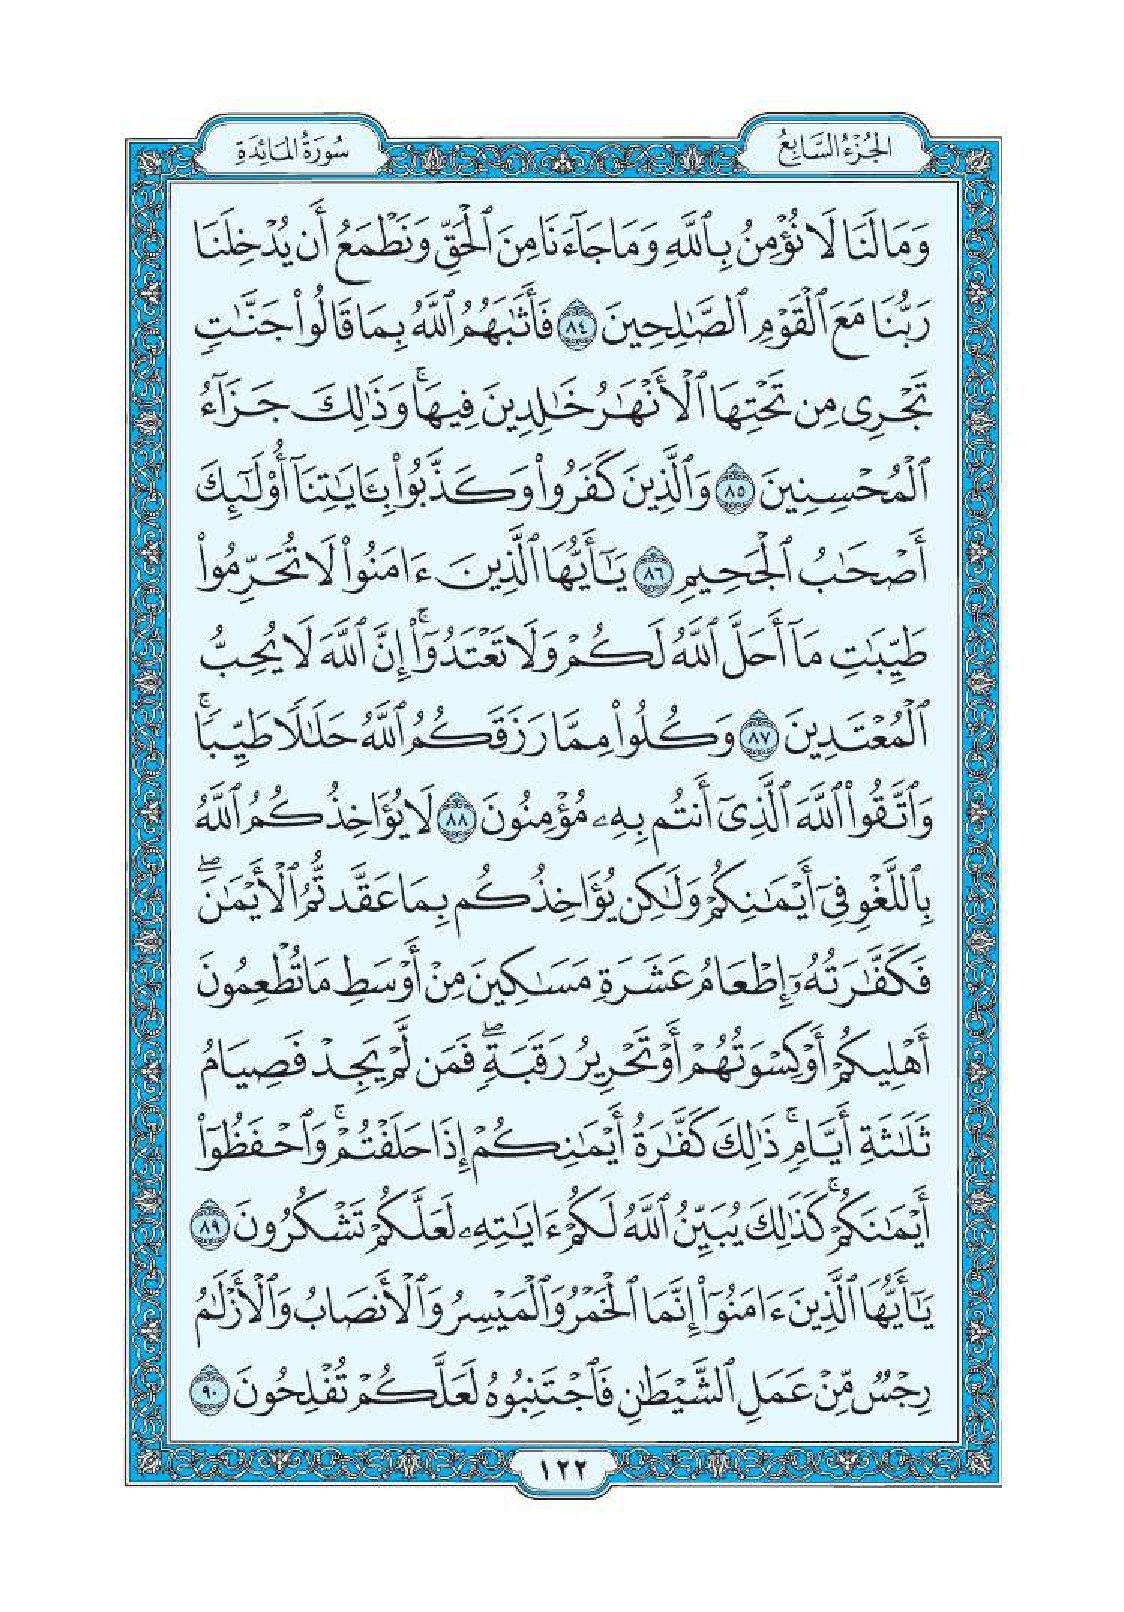 الجُزْءُ السَّابِعُ
سُورَةُ المَائِدَةِ
وَمَا لَنَا لَا نُؤْمِنُ بِٱللَّهِ وَمَا جَآءَنَا مِنَ ٱلْحَقِّ وَنَطْمَعُ أَن يُدْخِلَنَا
رَبُّنَا مَعَ ٱلْقَوْمِ ٱلصَّٰلِحِينَ ٨٤ فَأَثَٰبَهُمُ ٱللَّهُ بِمَا قَالُوا۟ جَنَّٰتٍ
تَجْرِى مِن تَحْتِهَا ٱلْأَنْهَٰرُ خَٰلِدِينَ فِيهَا ۚ وَذَٰلِكَ جَزَآءُ
ٱلْمُحْسِنِينَ ٨٥ وَٱلَّذِينَ كَفَرُوا۟ وَكَذَّبُوا۟ بِـَٔايَٰتِنَآ أُو۟لَٰٓئِكَ
أَصْحَٰبُ ٱلْجَحِيمِ ٨٦ يَٰٓأَيُّهَا ٱلَّذِينَ ءَامَنُوا۟ لَا تُحَرِّمُوا۟
طَيِّبَٰتِ مَآ أَحَلَّ ٱللَّهُ لَكُمْ وَلَا تَعْتَدُوٓا۟ ۚ إِنَّ ٱللَّهَ لَا يُحِبُّ
ٱلْمُعْتَدِينَ ٨٧ وَكُلُوا۟ مِمَّا رَزَقَكُمُ ٱللَّهُ حَلَٰلًا طَيِّبًا ۚ
وَٱتَّقُوا۟ ٱللَّهَ ٱلَّذِىٓ أَنتُم بِهِۦ مُؤْمِنُونَ ٨٨ لَا يُؤَاخِذُكُمُ ٱللَّهُ
بِٱللَّغْوِ فِىٓ أَيْمَٰنِكُمْ وَلَٰكِن يُؤَاخِذُكُم بِمَا عَقَّدتُّمُ ٱلْأَيْمَٰنَ ۖ
فَكَفَّٰرَتُهُۥٓ إِطْعَامُ عَشَرَةِ مَسَٰكِينَ مِنْ أَوْسَطِ مَا تُطْعِمُونَ
أَهْلِيكُمْ أَوْ كِسْوَتُهُمْ أَوْ تَحْرِيرُ رَقَبَةٍ ۖ فَمَن لَّمْ يَجِدْ فَصِيَامُ
ثَلَٰثَةِ أَيَّامٍ ۚ ذَٰلِكَ كَفَّٰرَةُ أَيْمَٰنِكُمْ إِذَا حَلَفْتُمْ ۚ وَٱحْفَظُوٓا۟
أَيْمَٰنَكُمْ ۚ كَذَٰلِكَ يُبَيِّنُ ٱللَّهُ لَكُمْ ءَايَٰتِهِۦ لَعَلَّكُمْ تَشْكُرُونَ ٨٩
يَٰٓأَيُّهَا ٱلَّذِينَ ءَامَنُوٓا۟ إِنَّمَا ٱلْخَمْرُ وَٱلْمَيْسِرُ وَٱلْأَنصَابُ وَٱلْأَزْلَٰمُ
رِجْسٌ مِّنْ عَمَلِ ٱلشَّيْطَٰنِ فَٱجْتَنِبُوهُ لَعَلَّكُمْ تُفْلِحُونَ ٩٠
١٢٢